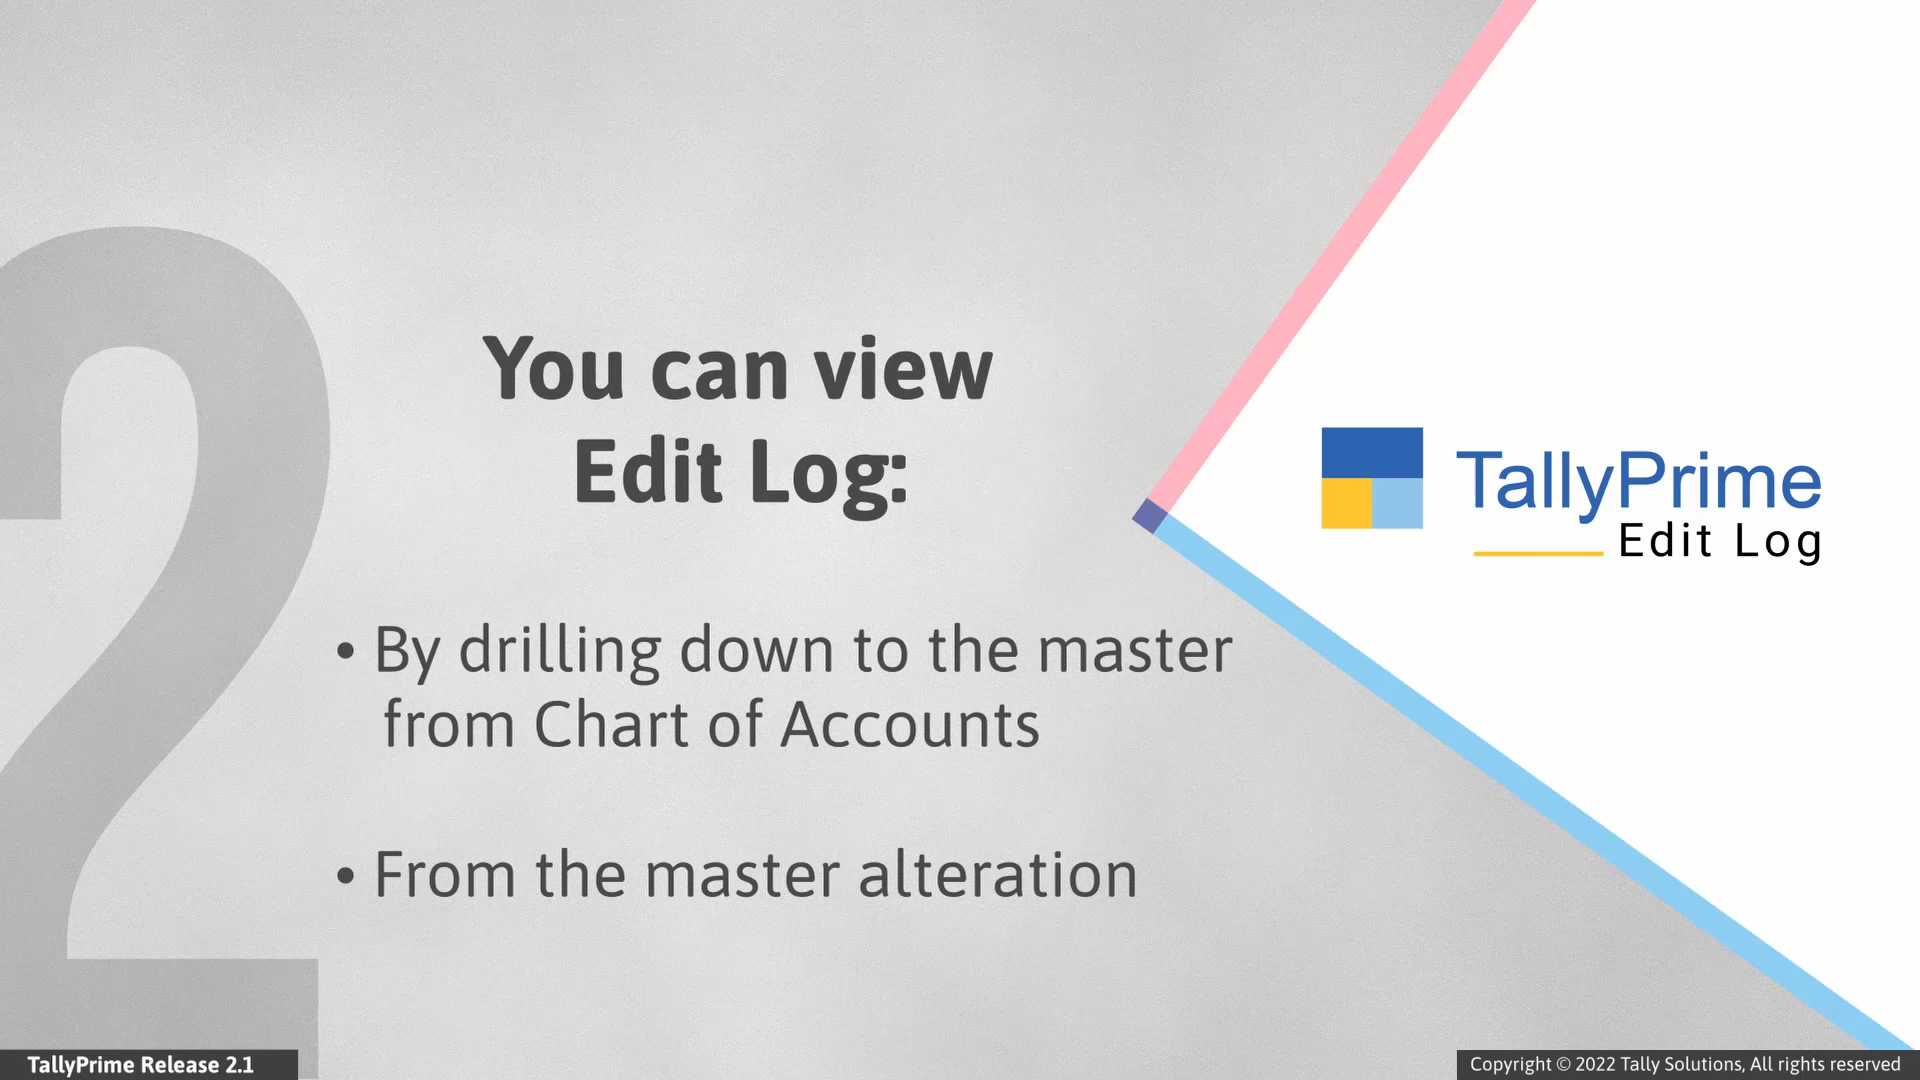 2
You can view
Edit Log:
• By drilling down to the master
from Chart of Accounts
• From the master alteration
TallyPrime
Edit Log
TallyPrime Release 2.1
Copyright © 2022 Tally Solutions, All rights reserved